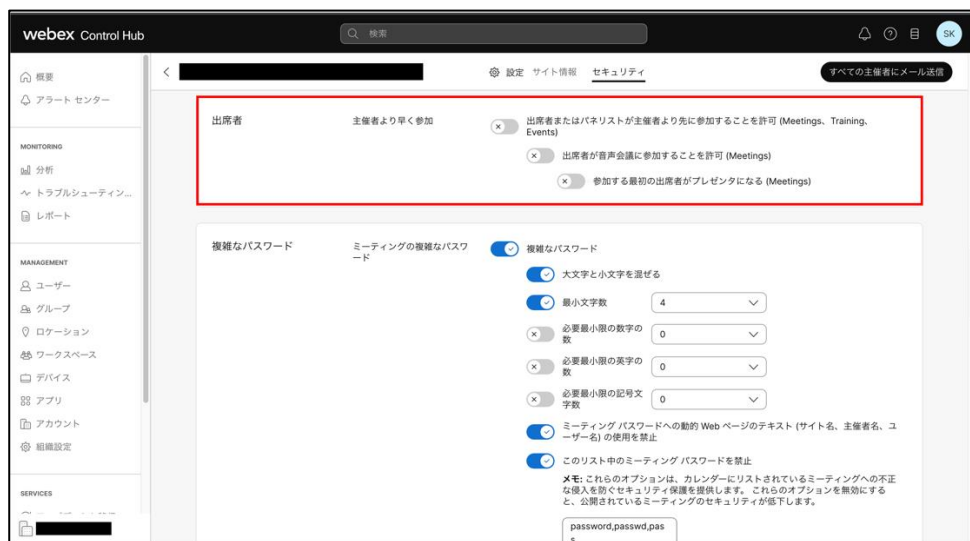 webex Control Hub
検索
SK
概要
アラート センター
MONITORING
分析
トラブルシューティン...
レポート
MANAGEMENT
ユーザー
グループ
ロケーション
ワークスペース
デバイス
アプリ
アカウント
組織設定
SERVICES
設定 サイト情報 セキュリティ
すべての主催者にメール送信
出席者
主催者より早く参加
出席者またはパネリストが主催者より先に参加することを許可 (Meetings、Training、
Events)
出席者が音声会議に参加することを許可 (Meetings)
参加する最初の出席者がプレゼンタになる (Meetings)
複雑なパスワード
ミーティングの複雑なパスワ
ード
複雑なパスワード
大文字と小文字を混ぜる
最小文字数 4
必要最小限の数字の
数 0
必要最小限の英字の
数 0
必要最小限の記号文
字数 0
ミーティング パスワードへの動的 Web ページのテキスト (サイト名、主催者名、ユ
ーザー名) の使用を禁止
このリスト中のミーティング パスワードを禁止
メモ: これらのオプションは、カレンダーにリストされているミーティングへの不正
な侵入を防ぐセキュリティ保護を提供します。 これらのオプションを無効にする
と、公開されているミーティングのセキュリティが低下します。
password,passwd,pas
s